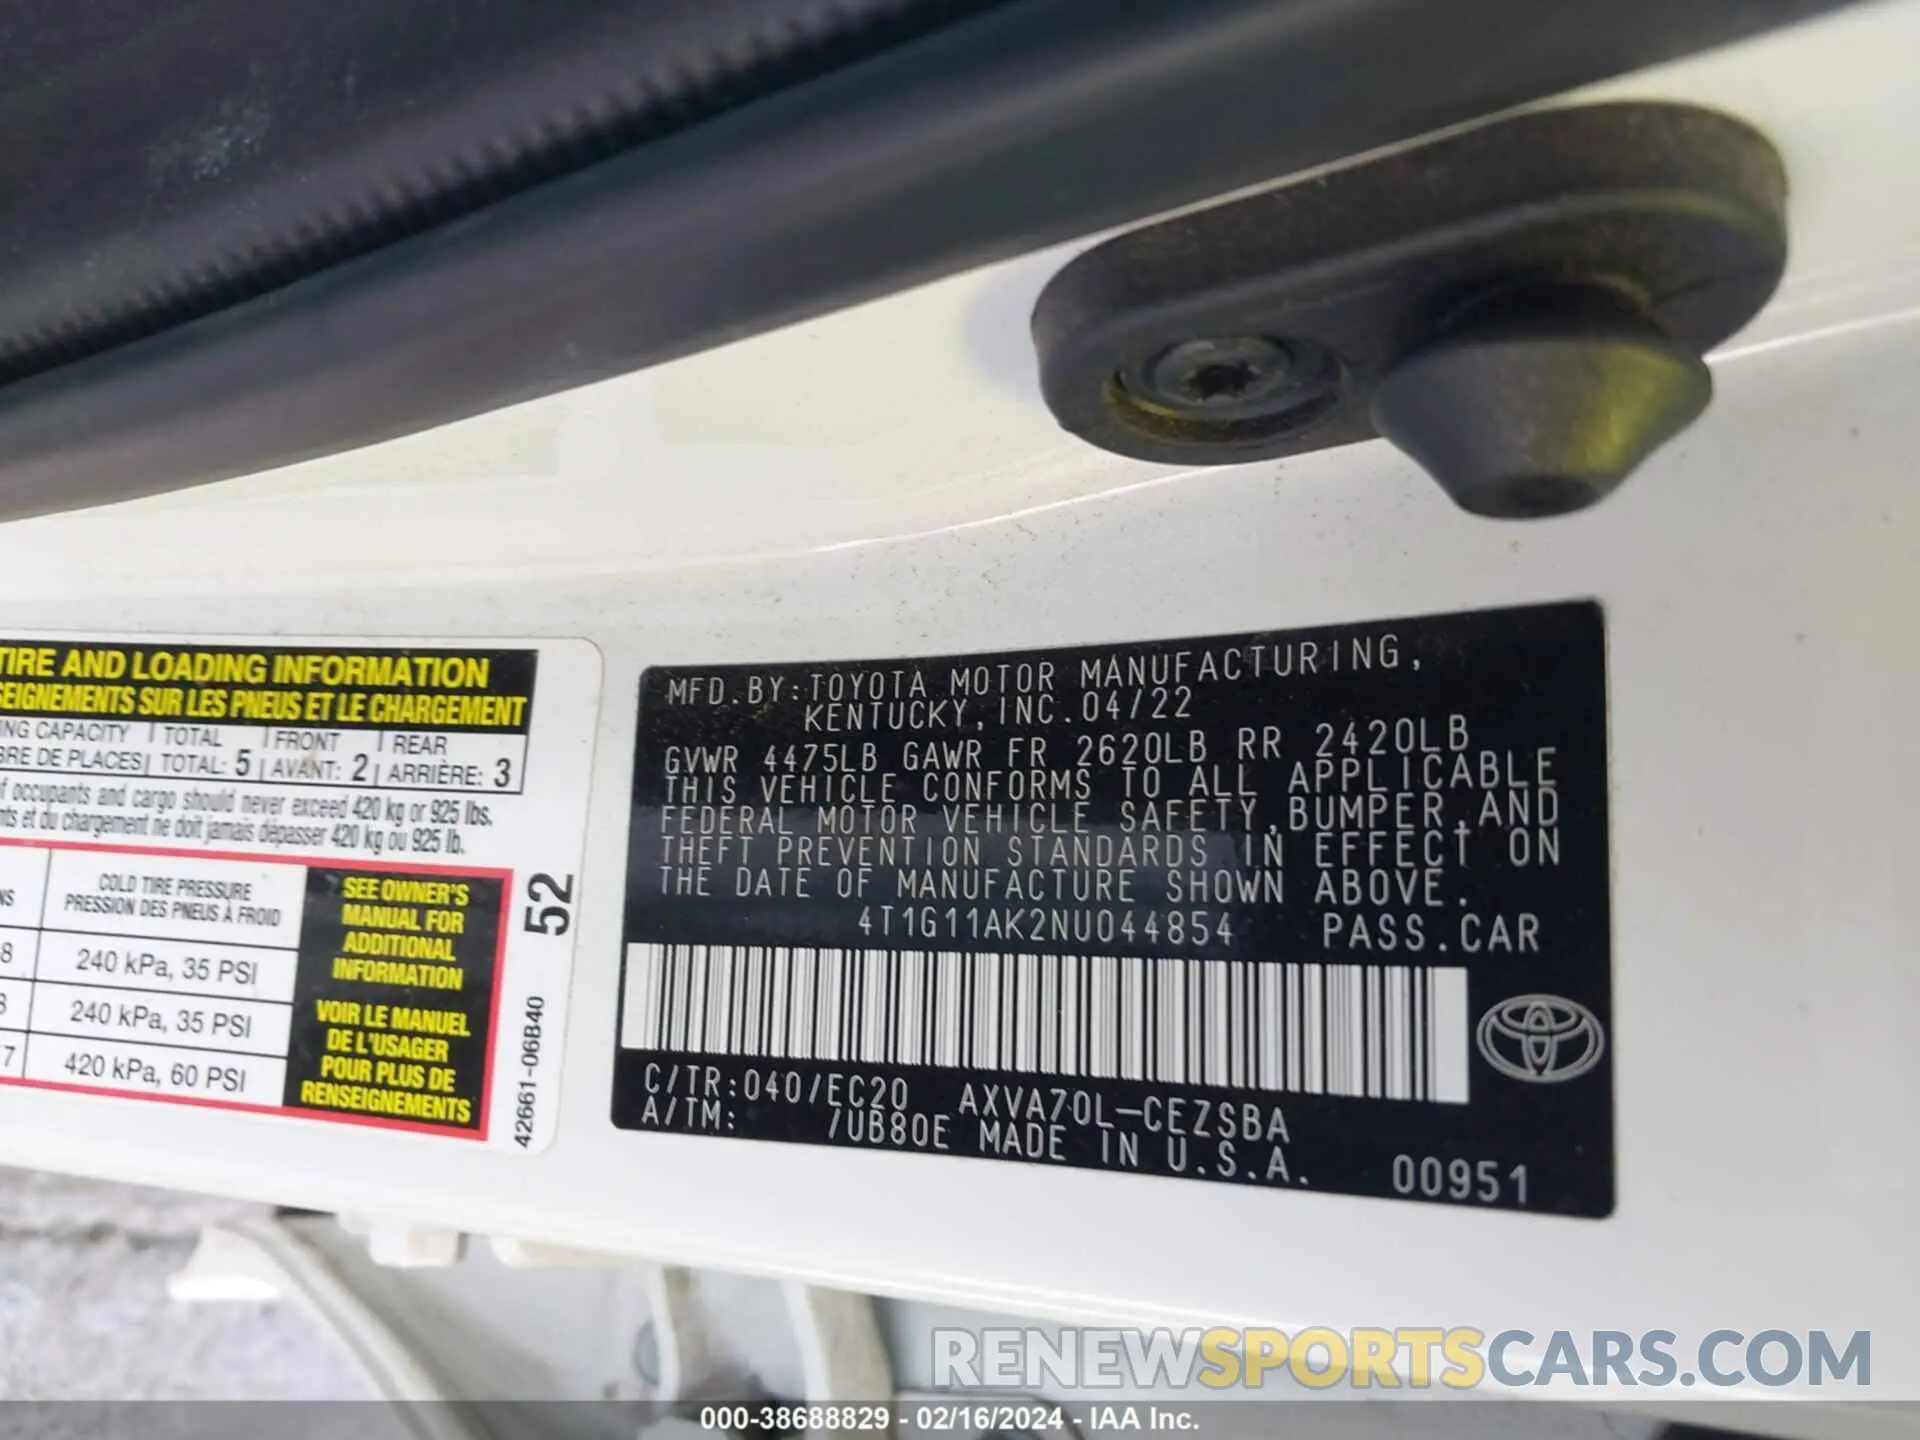 TIRE AND LOADING INFORMATION
SEIGNEMENTS SUR LES PNEUS ET LE CHARGEMENT
ING CAPACITY TOTAL FRONT REAR
BRE DE PLACES TOTAL: 5 AVANT: 2 ARRIÈRE: 3
of occupants and cargo should never exceed 420 kg or 925 lbs.
nts et du chargement ne doit jamais dépasser 420 kg ou 925 lb.
NS
COLD TIRE PRESSURE
PRESSION DES PNEUS À FROID
8 240 kPa, 35 PSI
8 240 kPa, 35 PSI
7 420 kPa, 60 PSI
SEE OWNER'S
MANUAL FOR
ADDITIONAL
INFORMATION
VOIR LE MANUEL
DE L'USAGER
POUR PLUS DE
RENSEIGNEMENTS
52
42661-06B40
MFD.BY:TOYOTA MOTOR MANUFACTURING,
KENTUCKY,INC.04/22
GVWR 4475LB GAWR FR 2620LB RR 2420LB
THIS VEHICLE CONFORMS TO ALL APPLICABLE
FEDERAL MOTOR VEHICLE SAFETY,BUMPER,AND
THEFT PREVENTION STANDARDS IN EFFECT ON
THE DATE OF MANUFACTURE SHOWN ABOVE.
4T1G11AK2NU044854 PASS.CAR
C/TR:040/EC20 AXVA70L-CEZSBA
A/TM: /UB80E MADE IN U.S.A.
00951
RENEWSPORTSCARS.COM
000-38688829 - 02/16/2024 - IAA Inc.